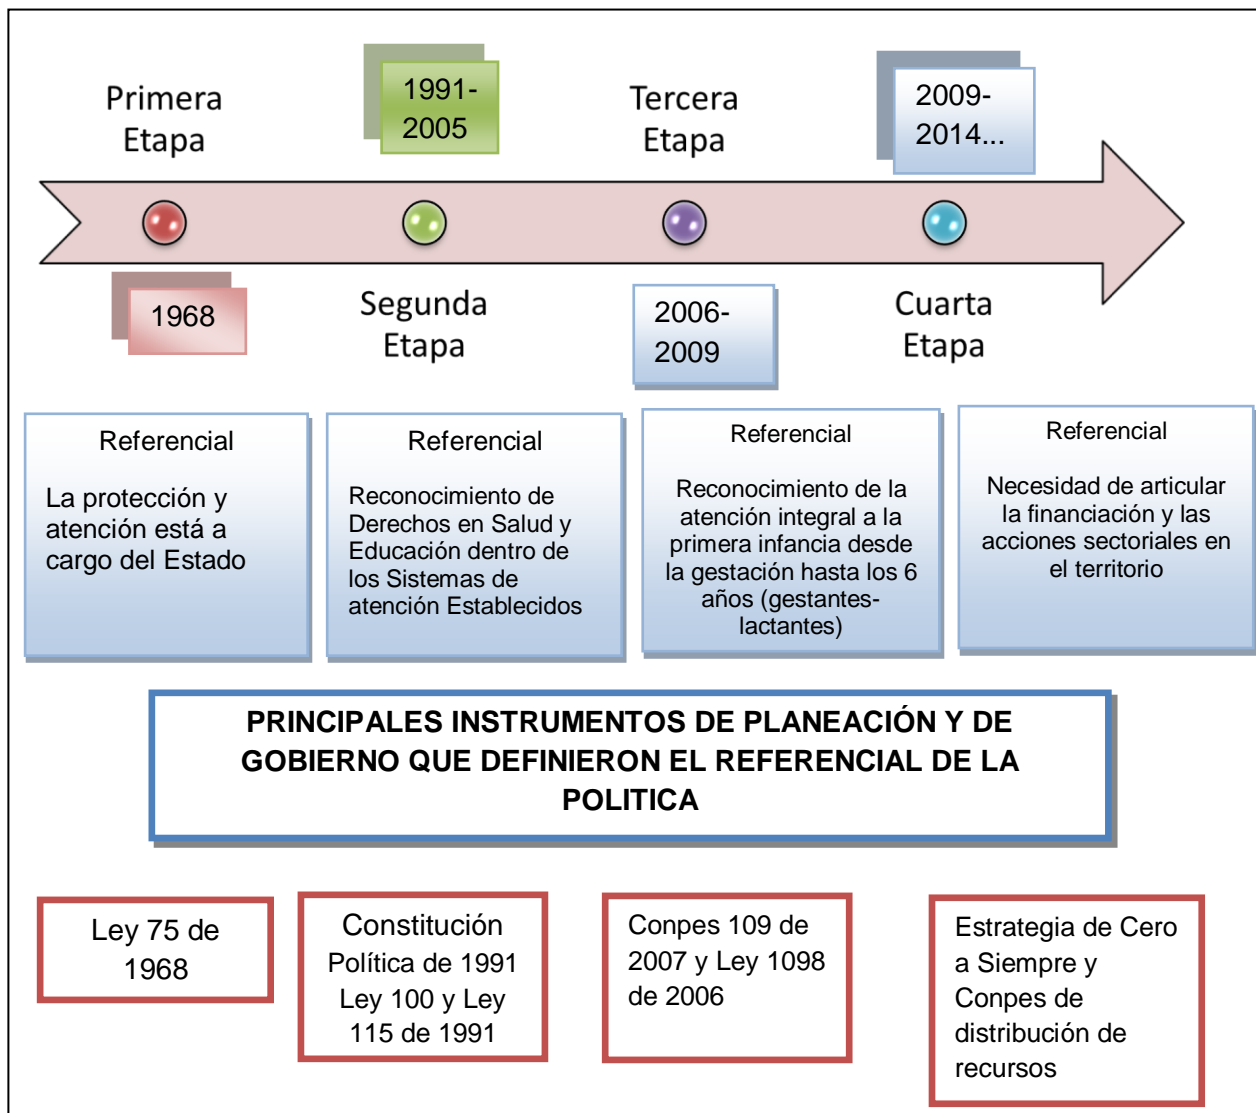 Primera
Etapa
1991-
2005
Tercera
Etapa
2009-
2014...
1968
Segunda
Etapa
2006-
2009
Cuarta
Etapa
Referencial
La protección y
atención está a
cargo del Estado
Referencial
Reconocimiento de
Derechos en Salud y
Educación dentro de
los Sistemas de
atención Establecidos
Referencial
Reconocimiento de la
atención integral a la
primera infancia desde
la gestación hasta los 6
años (gestantes-
lactantes)
Referencial
Necesidad de articular
la financiación y las
acciones sectoriales en
el territorio
PRINCIPALES INSTRUMENTOS DE PLANEACIÓN Y DE
GOBIERNO QUE DEFINIERON EL REFERENCIAL DE LA
POLITICA
Ley 75 de
1968
Constitución
Política de 1991
Ley 100 y Ley
115 de 1991
Conpes 109 de
2007 y Ley 1098
de 2006
Estrategia de Cero
a Siempre y
Conpes de
distribución de
recursos